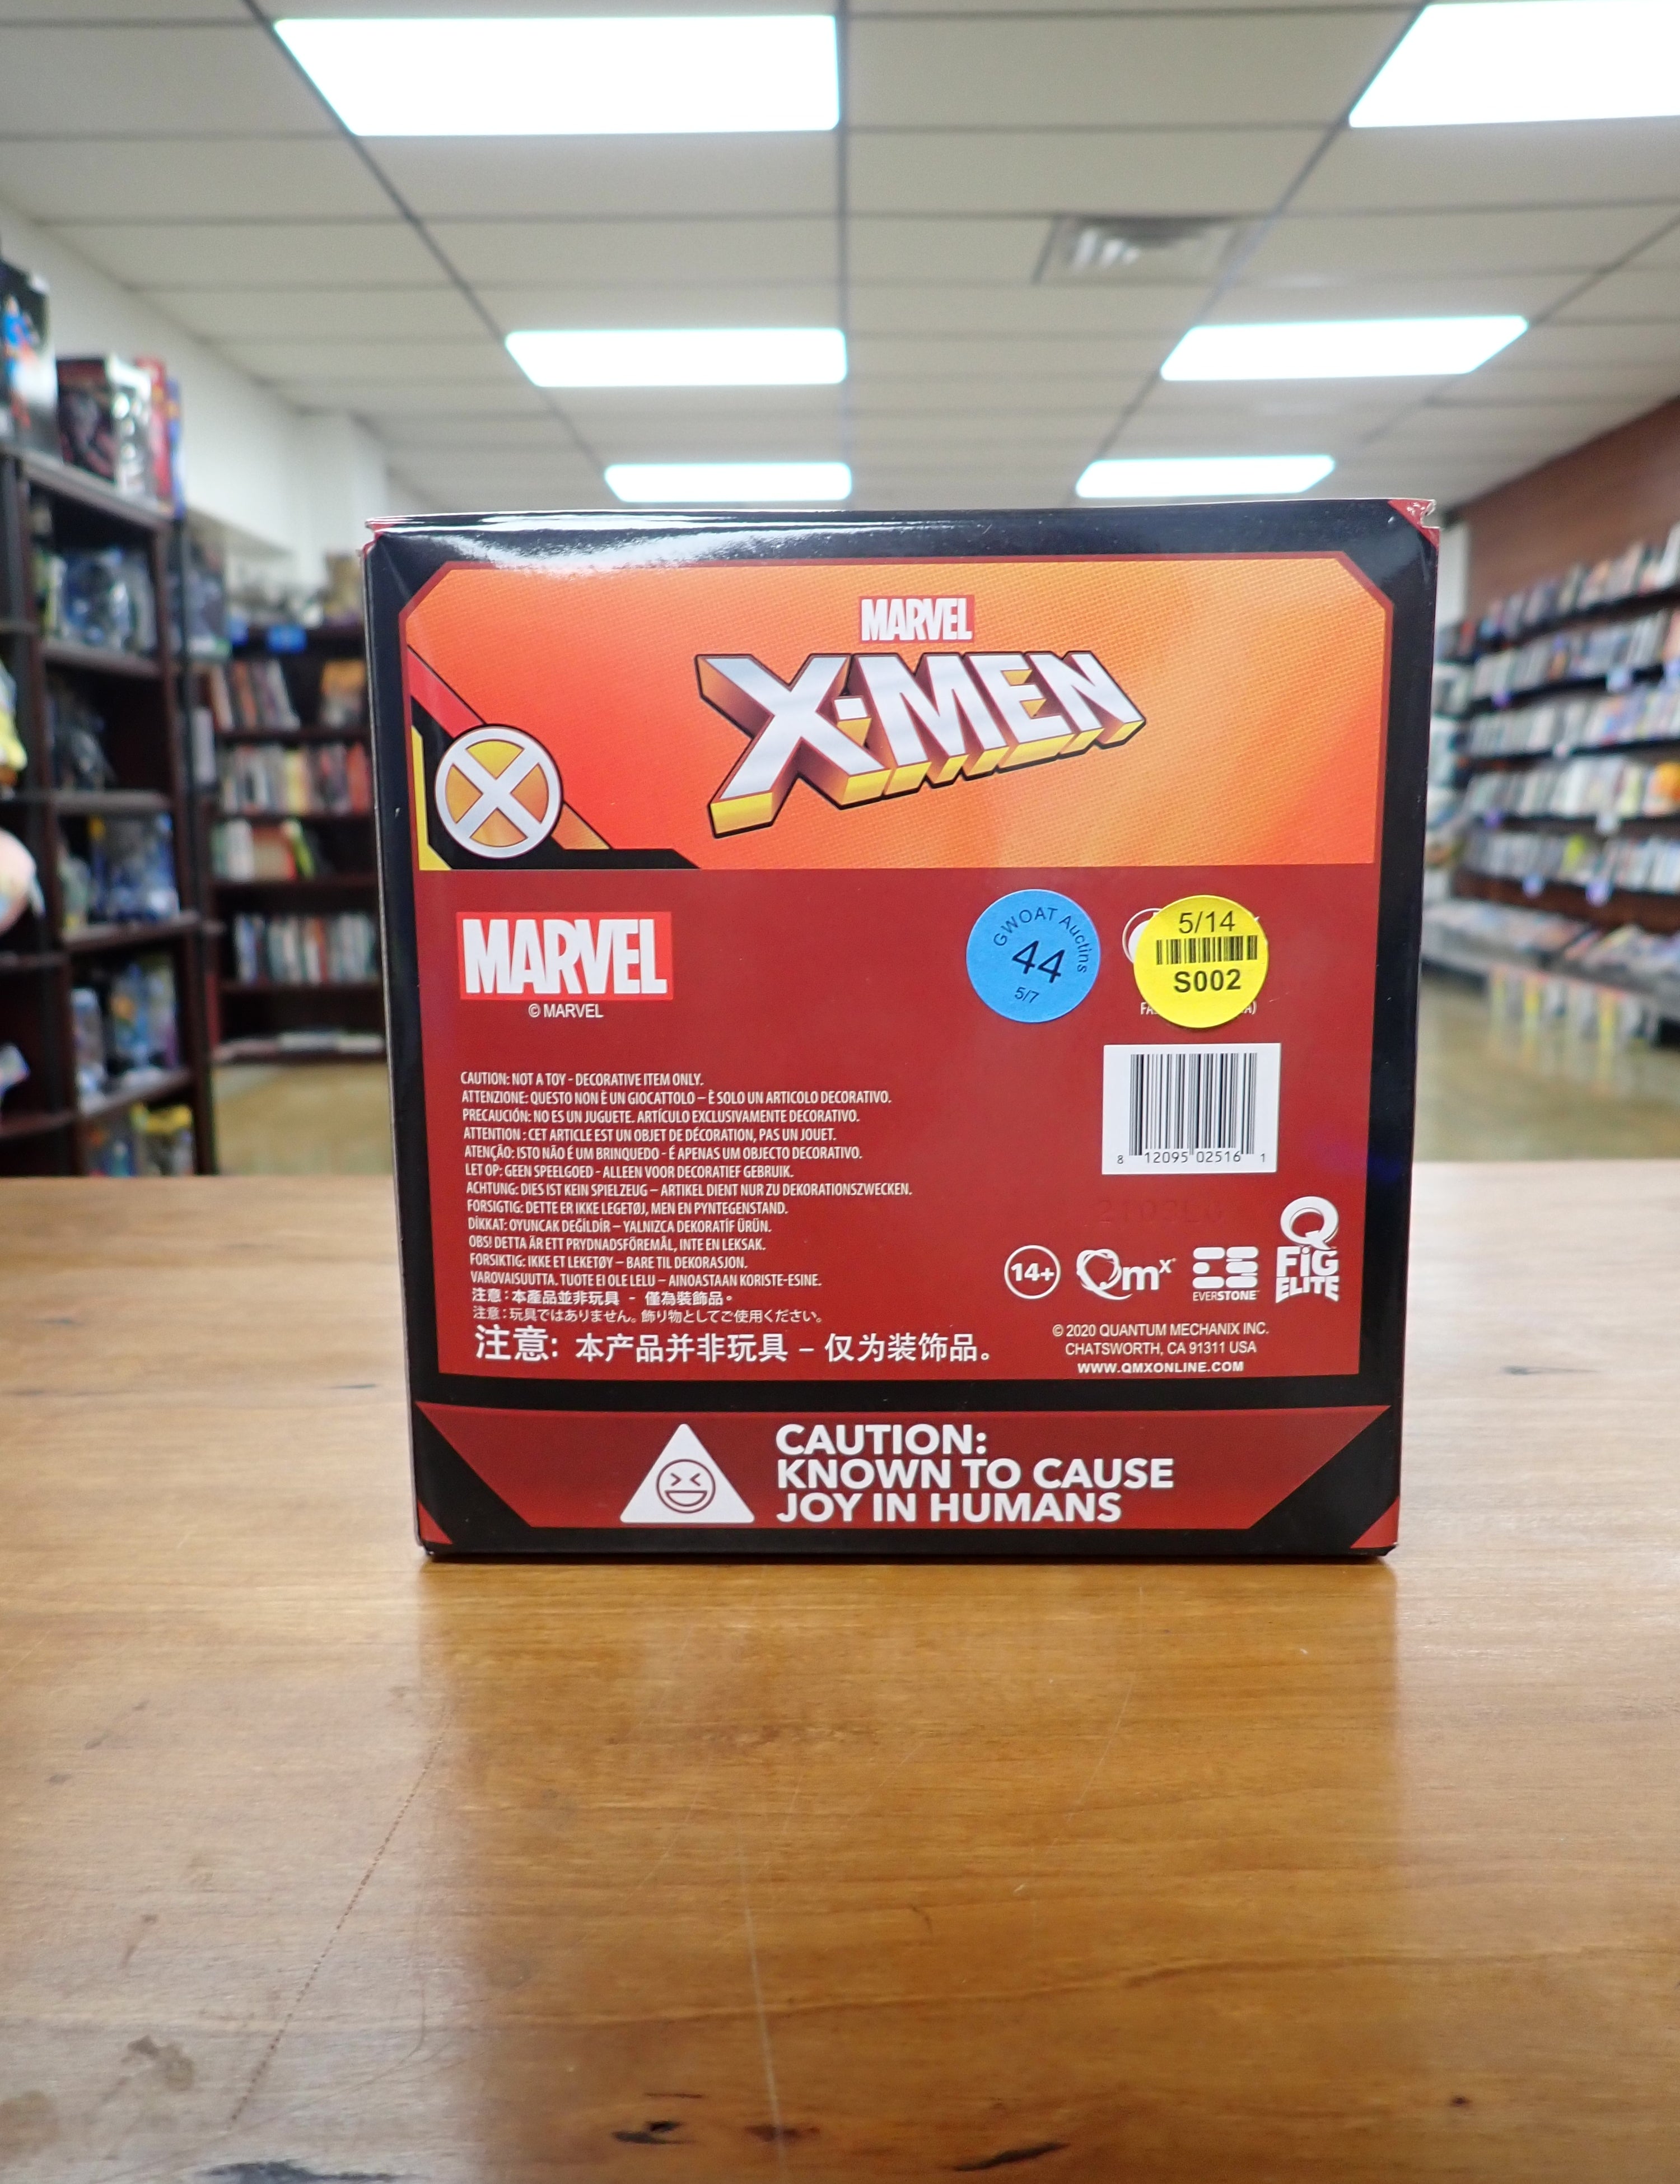 MARVEL
X-MEN
MARVEL
© MARVEL
GWOAT Auctins
44
5/7
5/14
S002
CAUTION: NOT A TOY - DECORATIVE ITEM ONLY.
ATTENZIONE: QUESTO NON È UN GIOCATTOLO – È SOLO UN ARTICOLO DECORATIVO.
PRECAUCIÓN: NO ES UN JUGUETE. ARTÍCULO EXCLUSIVAMENTE DECORATIVO.
ATTENTION : CET ARTICLE EST UN OBJET DE DÉCORATION, PAS UN JOUET.
ATENÇÃO: ISTO NÃO É UM BRINQUEDO - É APENAS UM OBJECTO DECORATIVO.
LET OP: GEEN SPEELGOED - ALLEEN VOOR DECORATIEF GEBRUIK.
ACHTUNG: DIES IST KEIN SPIELZEUG – ARTIKEL DIENT NUR ZU DEKORATIONSZWECKEN.
FORSIGTIG: DETTE ER IKKE LEGETØJ, MEN EN PYNTEGENSTAND.
DİKKAT: OYUNCAK DEĞİLDİR – YALNIZCA DEKORATİF ÜRÜN.
OBS! DETTA ÄR ETT PRYDNADSFÖREMÅL, INTE EN LEKSAK.
FORSIKTIG: IKKE ET LEKETØY – BARE TIL DEKORASJON.
VAROVAISUUTTA. TUOTE EI OLE LELU – AINOASTAAN KORISTE-ESINE.
注意：本產品並非玩具 - 僅為裝飾品。
注意：玩具ではありません。飾り物としてご使用ください。
注意: 本产品并非玩具 – 仅为装饰品。
8 12095 02516 1
14+
Qmx
ES
EVERSTONE
Q
FiG
ELITE
© 2020 QUANTUM MECHANIX INC.
CHATSWORTH, CA 91311 USA
WWW.QMXONLINE.COM
CAUTION:
KNOWN TO CAUSE
JOY IN HUMANS